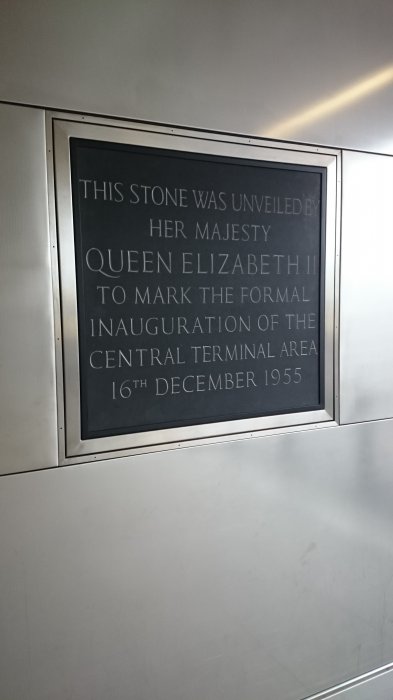 THIS STONE WAS UNVEILED BY
HER MAJESTY
QUEEN ELIZABETH II
TO MARK THE FORMAL
INAUGURATION OF THE
CENTRAL TERMINAL AREA
16TH DECEMBER 1955